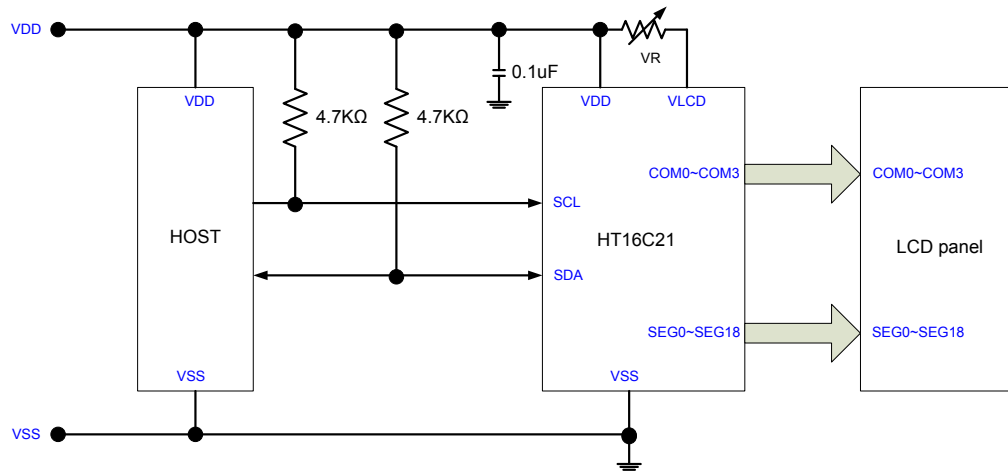 VDD
VR
0.1uF
VDD
VDD
VLCD
4.7KΩ
4.7KΩ
COM0~COM3
COM0~COM3
SCL
HOST
HT16C21
LCD panel
SDA
SEG0~SEG18
SEG0~SEG18
VSS
VSS
VSS